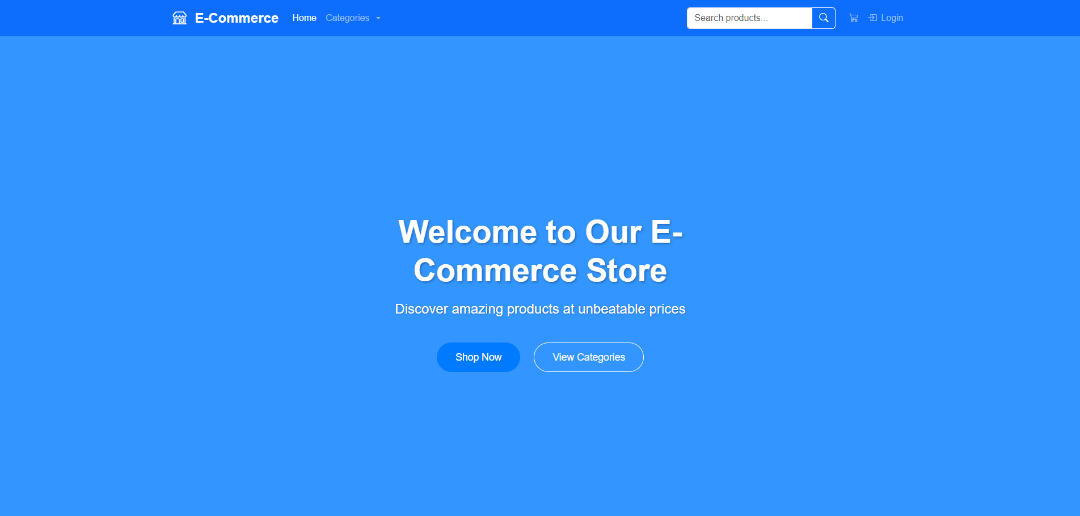 E-Commerce Home Categories Search products... Login
Welcome to Our E-
Commerce Store
Discover amazing products at unbeatable prices
Shop Now View Categories